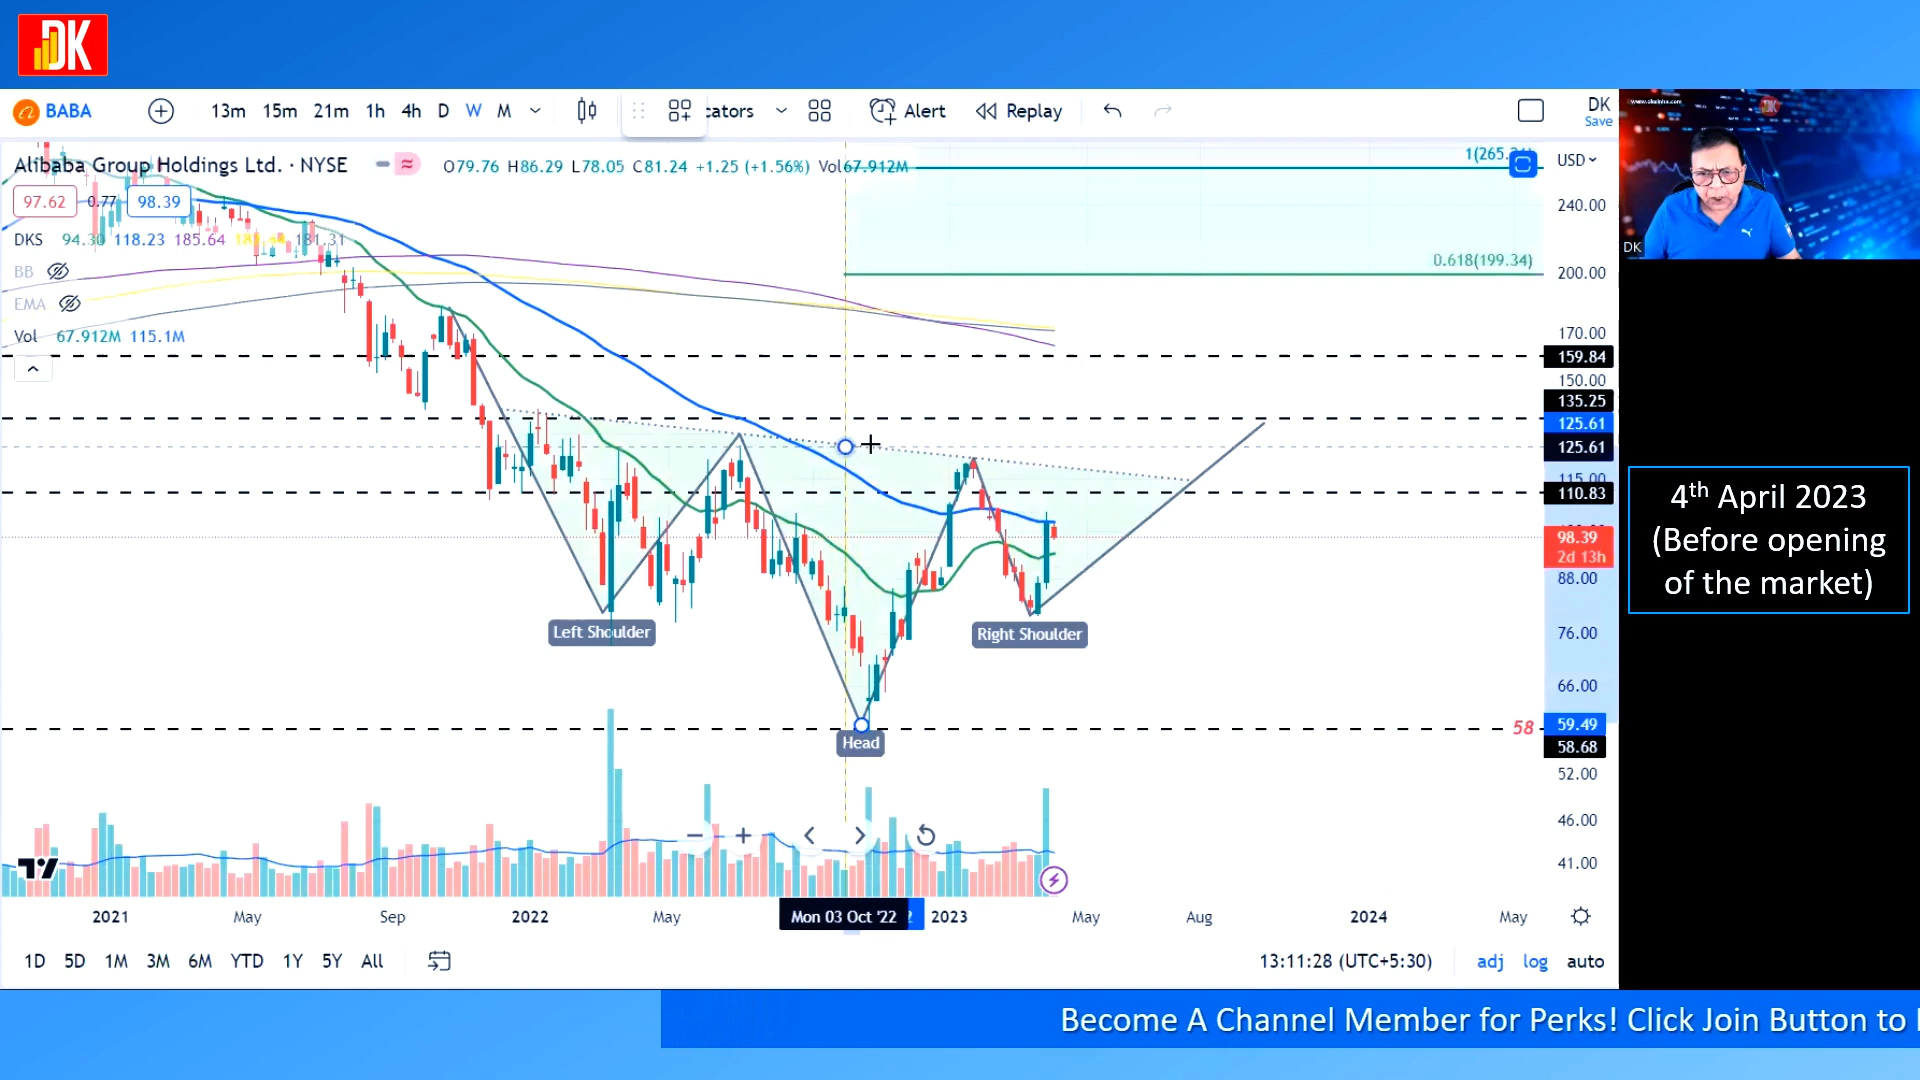 DK
BABA
13m 15m 21m 1h 4h D W M
cators
Alert
Replay
DK
Save
Alibaba Group Holdings Ltd. · NYSE
O79.76 H86.29 L78.05 C81.24 +1.25 (+1.56%) Vol67.912M
97.62 0.77 98.39
DKS 94.30 118.23 185.64 181.31
BB
EMA
Vol 67.912M 115.1M
0.618(199.34)
USD
240.00
200.00
170.00
159.84
150.00
135.25
125.61
125.61
115.00
110.83
98.39
2d 13h
88.00
76.00
66.00
58
59.49
58.68
52.00
46.00
41.00
Left Shoulder
Right Shoulder
Head
2021 May Sep 2022 May Mon 03 Oct '22 2023 May Aug 2024 May
1D 5D 1M 3M 6M YTD 1Y 5Y All
13:11:28 (UTC+5:30)
adj log auto
DK
4th April 2023
(Before opening
of the market)
Become A Channel Member for Perks! Click Join Button to